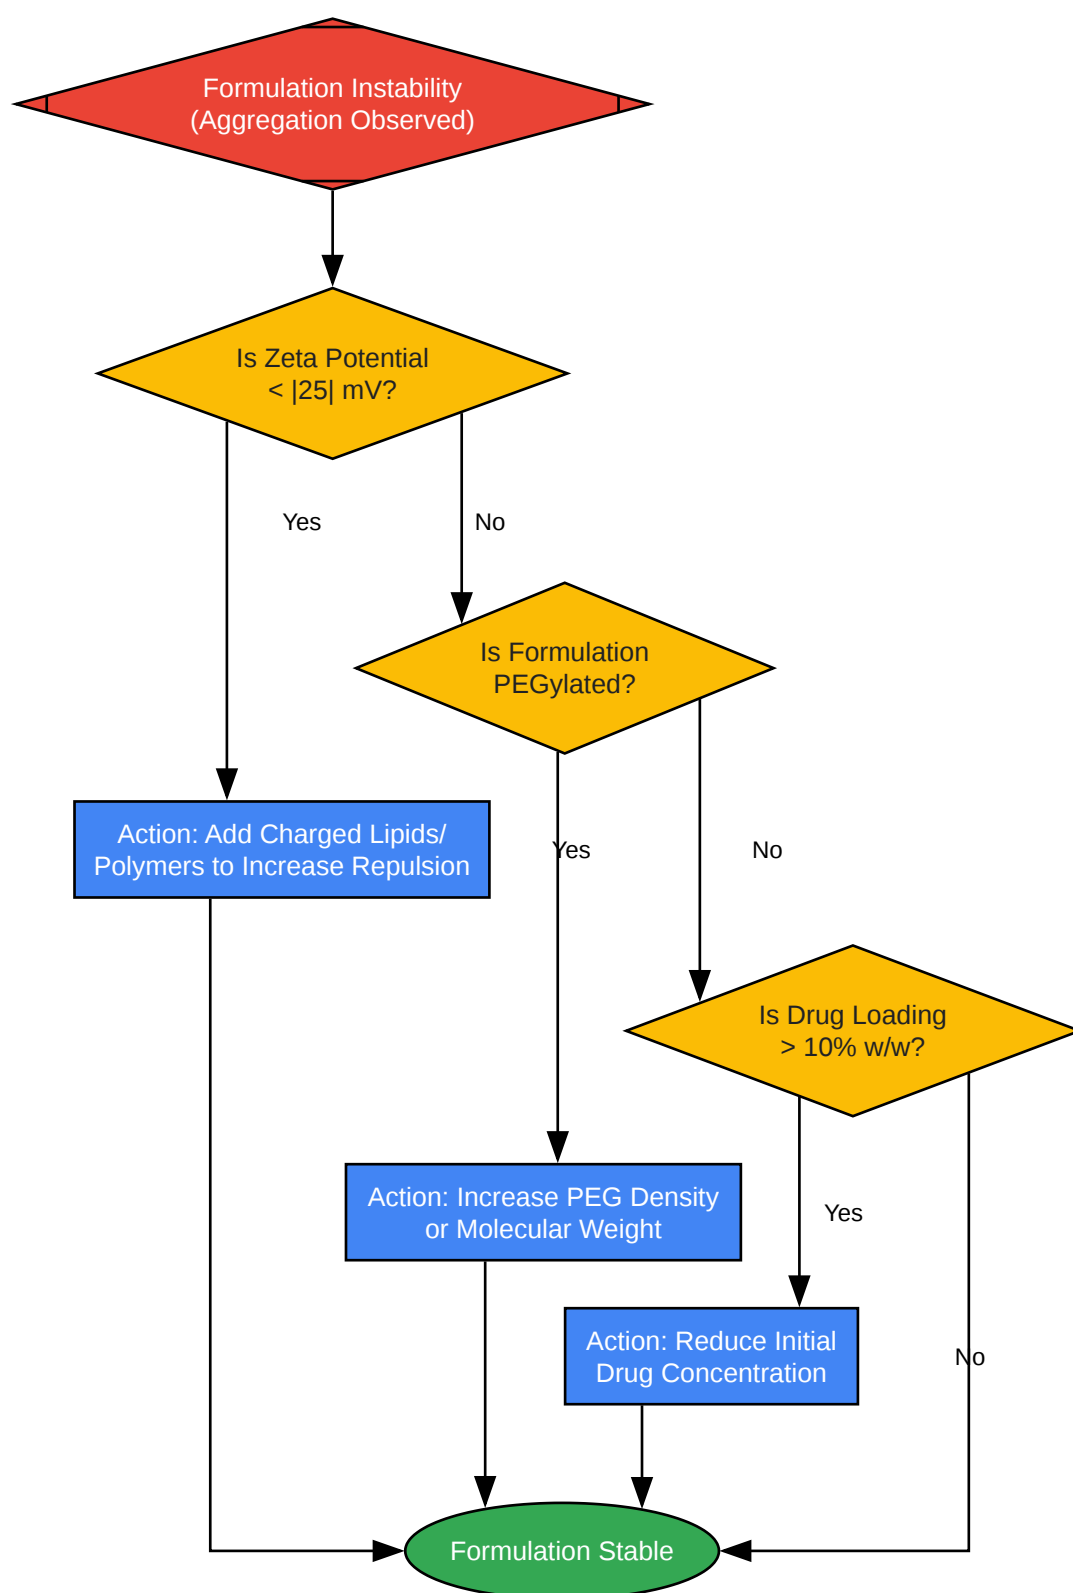 Formulation Instability
(Aggregation Observed)
Is Zeta Potential
< |25| mV?
Yes
No
Is Formulation
PEGylated?
Action: Add Charged Lipids/
Polymers to Increase Repulsion
Yes
No
Is Drug Loading
> 10% w/w?
Action: Increase PEG Density
or Molecular Weight
Yes
Action: Reduce Initial
Drug Concentration
No
Formulation Stable